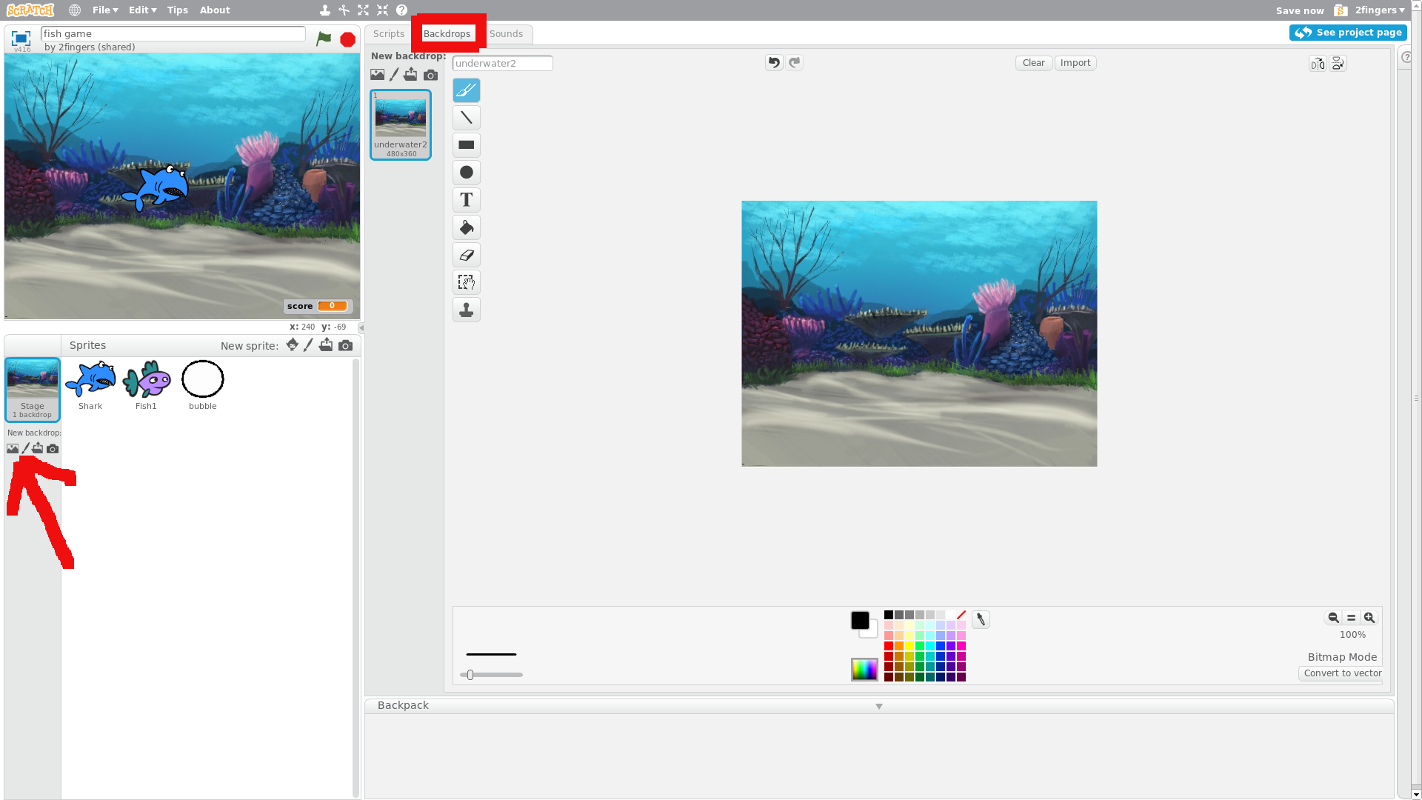 SCRATCH File Edit Tips About Save now 2fingers
fish game
by 2fingers (shared)
v416
Scripts Backdrops Sounds
See project page
New backdrop:
underwater2
Clear Import
1
underwater2
480x360
T
score 0
x: 240 y: -69
Sprites New sprite:
Stage
1 backdrop
Shark Fish1 bubble
New backdrop:
100%
Bitmap Mode
Convert to vector
Backpack